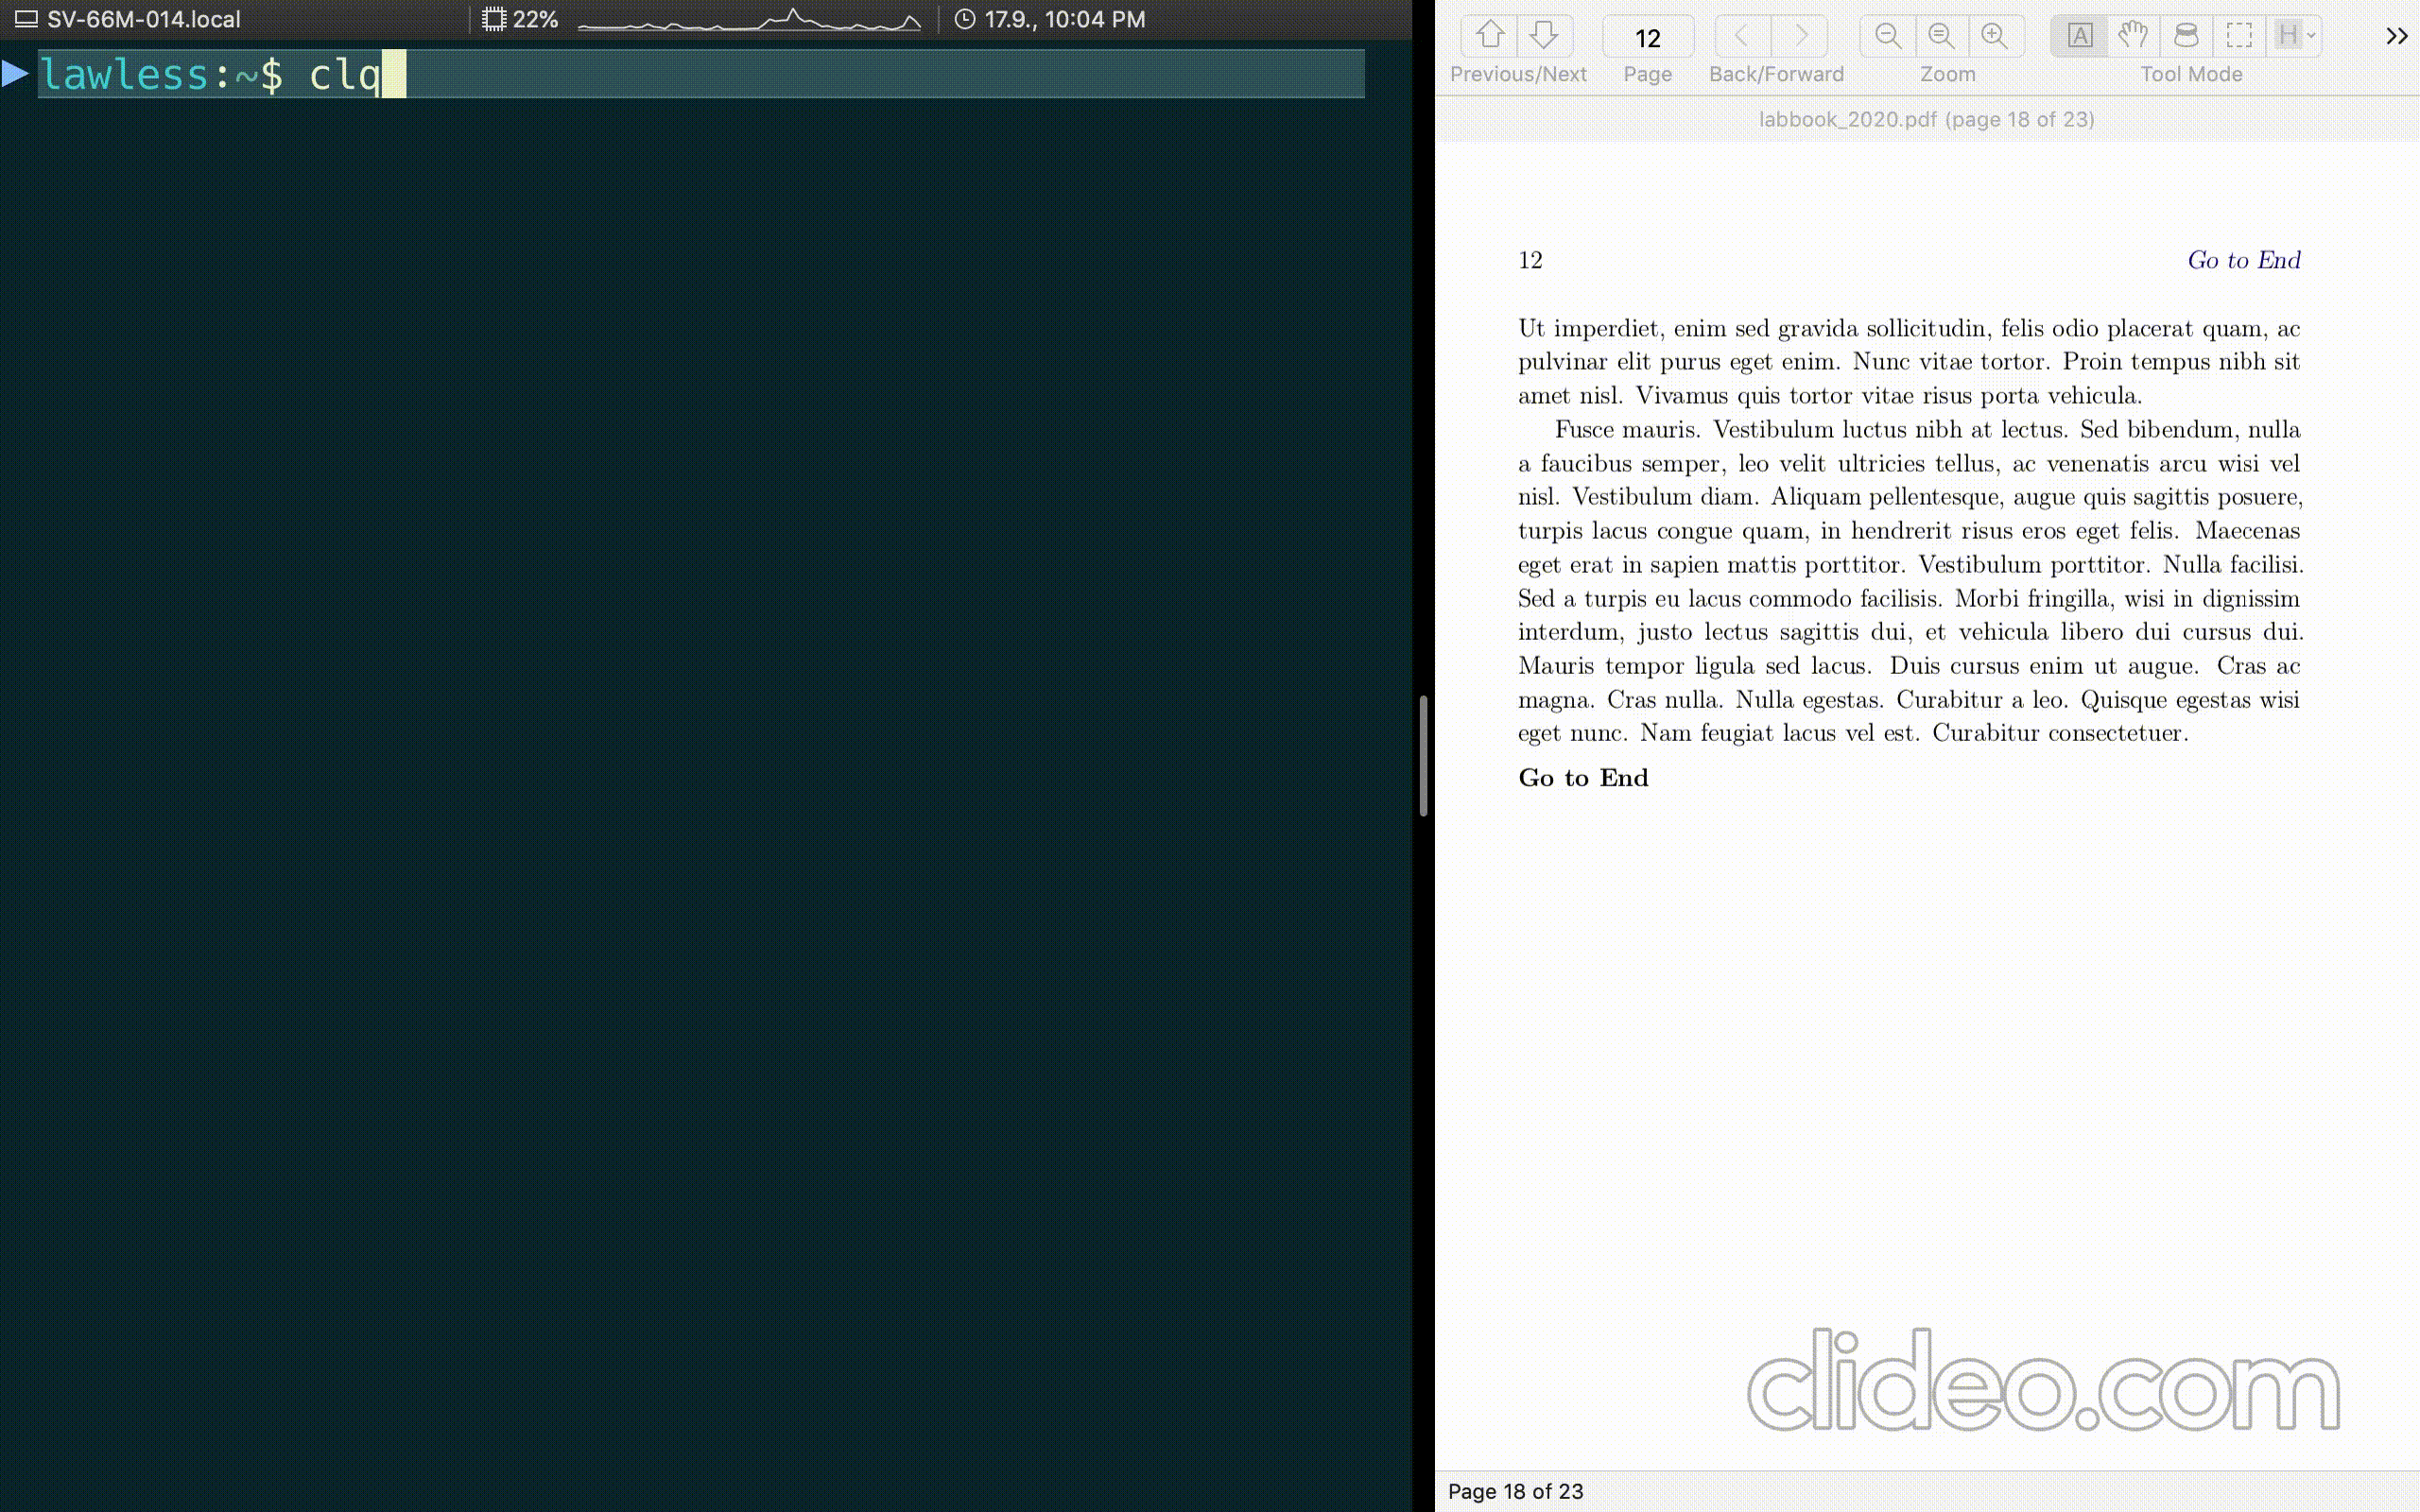 SV-66M-014.local
22%
17.9., 10:04 PM
lawless:~$ clq
12
A
H
Previous/Next
Page
Back/Forward
Zoom
Tool Mode
labbook_2020.pdf (page 18 of 23)
12
Go to End
Ut imperdiet, enim sed gravida sollicitudin, felis odio placerat quam, ac
pulvinar elit purus eget enim. Nunc vitae tortor. Proin tempus nibh sit
amet nisl. Vivamus quis tortor vitae risus porta vehicula.
Fusce mauris. Vestibulum luctus nibh at lectus. Sed bibendum, nulla
a faucibus semper, leo velit ultricies tellus, ac venenatis arcu wisi vel
nisl. Vestibulum diam. Aliquam pellentesque, augue quis sagittis posuere,
turpis lacus congue quam, in hendrerit risus eros eget felis. Maecenas
eget erat in sapien mattis porttitor. Vestibulum porttitor. Nulla facilisi.
Sed a turpis eu lacus commodo facilisis. Morbi fringilla, wisi in dignissim
interdum, justo lectus sagittis dui, et vehicula libero dui cursus dui.
Mauris tempor ligula sed lacus. Duis cursus enim ut augue. Cras ac
magna. Cras nulla. Nulla egestas. Curabitur a leo. Quisque egestas wisi
eget nunc. Nam feugiat lacus vel est. Curabitur consectetuer.
Go to End
clideo.com
Page 18 of 23